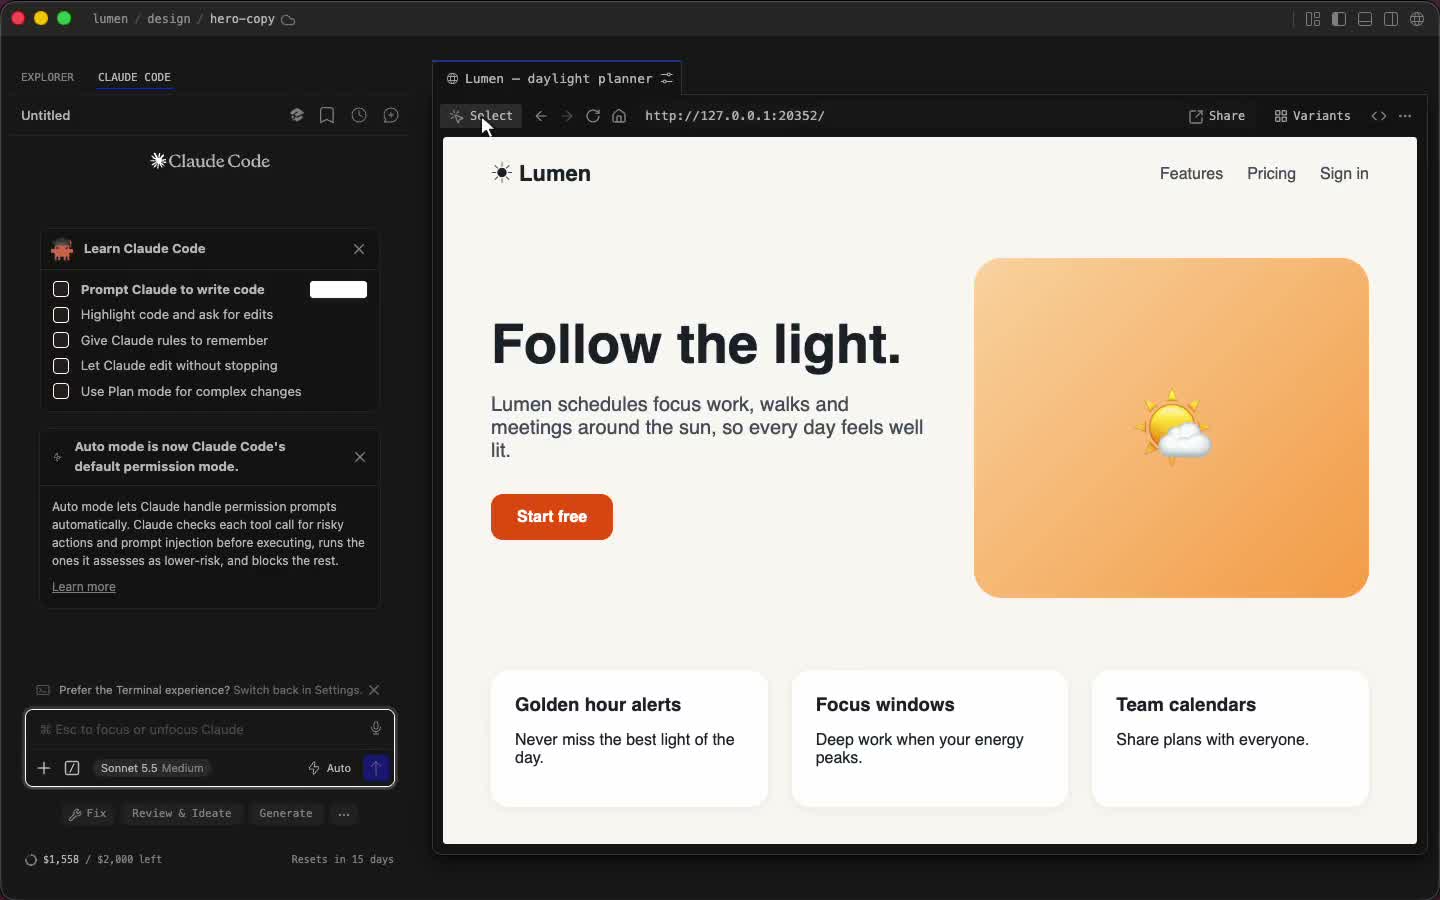 lumen / design / hero-copy
EXPLORER
CLAUDE CODE
Untitled
Claude Code
Learn Claude Code
Prompt Claude to write code
Highlight code and ask for edits
Give Claude rules to remember
Let Claude edit without stopping
Use Plan mode for complex changes
Auto mode is now Claude Code's
default permission mode.
Auto mode lets Claude handle permission prompts
automatically. Claude checks each tool call for risky
actions and prompt injection before executing, runs the
ones it assesses as lower-risk, and blocks the rest.
Learn more
Prefer the Terminal experience? Switch back in Settings.
⌘ Esc to focus or unfocus Claude
Sonnet 5.5 Medium
Auto
Fix
Review & Ideate
Generate
$1,558 / $2,000 left
Resets in 15 days
Lumen — daylight planner
Select
http://127.0.0.1:20352/
Share
Variants
Lumen
Features
Pricing
Sign in
Follow the light.
Lumen schedules focus work, walks and
meetings around the sun, so every day feels well
lit.
Start free
Golden hour alerts
Never miss the best light of the
day.
Focus windows
Deep work when your energy
peaks.
Team calendars
Share plans with everyone.